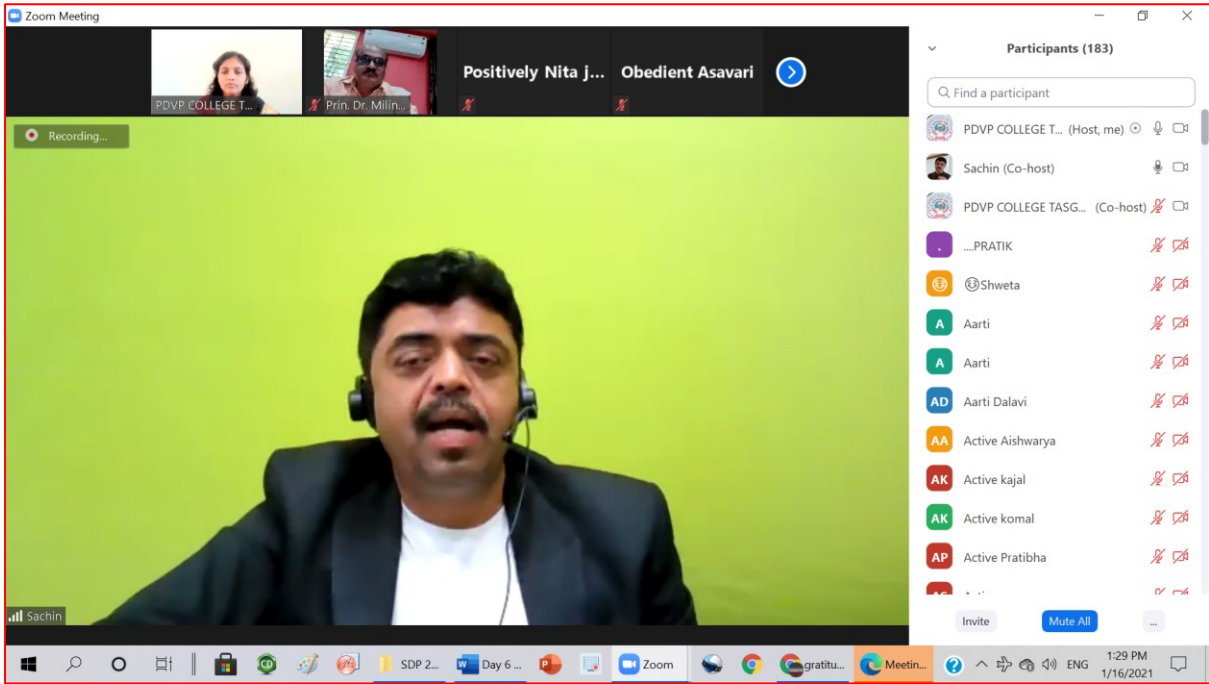 Zoom Meeting
PDVP COLLEGE T...
Prin. Dr. Milin...
Positively Nita j...
Obedient Asavari
Recording...
Sachin
Participants (183)
Find a participant
PDVP COLLEGE T... (Host, me)
Sachin (Co-host)
PDVP COLLEGE TASG... (Co-host)
. ....PRATIK
Shweta
A Aarti
A Aarti
AD Aarti Dalavi
AA Active Aishwarya
AK Active kajal
AK Active komal
AP Active Pratibha
Invite Mute All ...
SDP 2... Day 6 ... Zoom gratitu... Meetin... ENG 1:29 PM
1/16/2021